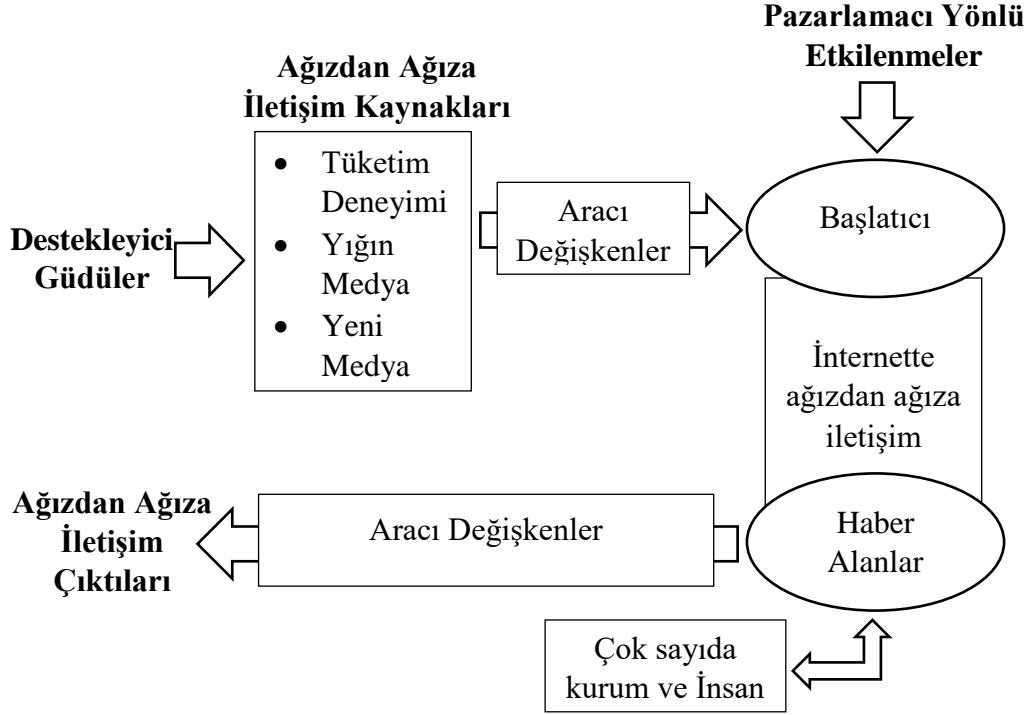 Pazarlamacı Yönlü
Etkilenmeler
Ağızdan Ağıza
İletişim Kaynakları
Destekleyici
Güdüler
• Tüketim
Deneyimi
• Yığın
Medya
• Yeni
Medya
Aracı
Değişkenler
Başlatıcı
İnternette
ağızdan ağıza
iletişim
Haber
Alanlar
Aracı Değişkenler
Ağızdan Ağıza
İletişim
Çıktıları
Çok sayıda
kurum ve İnsan